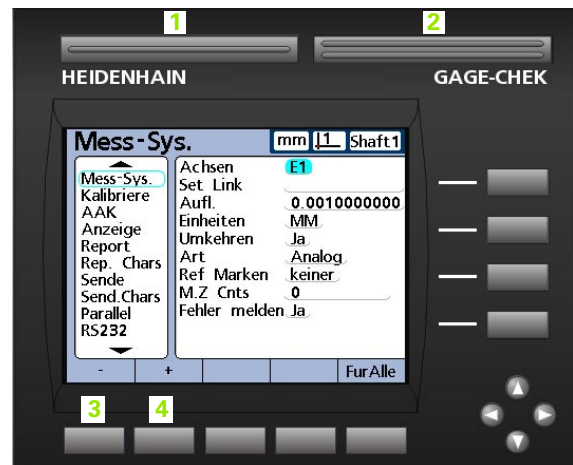 1
2
HEIDENHAIN
GAGE-CHEK
Mess-Sys.
mm
1
Shaft1
Mess-Sys.
Kalibriere
AAK
Anzeige
Report
Rep. Chars
Sende
Send.Chars
Parallel
RS232
Achsen E1
Set Link
Aufl. 0.0010000000
Einheiten MM
Umkehren Ja
Art Analog
Ref Marken keiner
M.Z Cnts 0
Fehler melden Ja
- + FurAlle
3
4